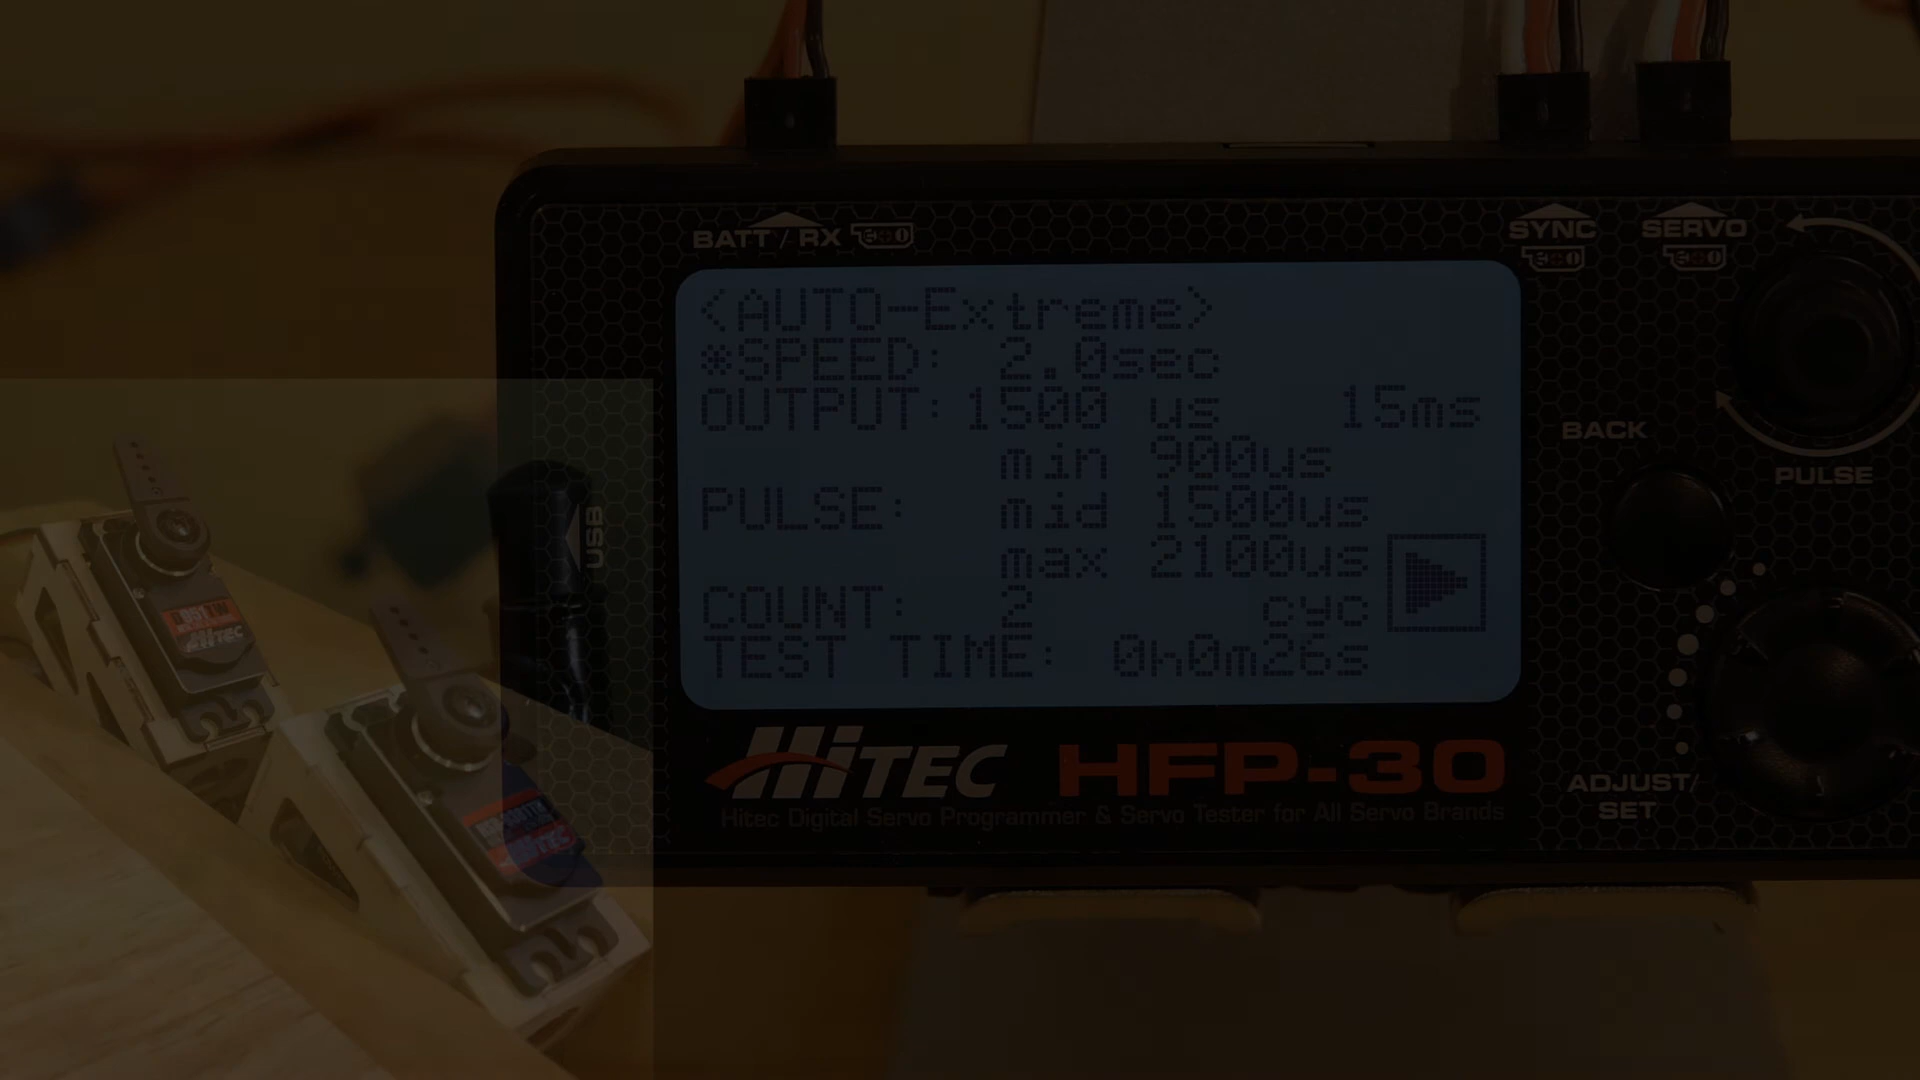 BATT / RX
SYNC
SERVO
<AUTO-Extreme>
*SPEED: 2.0sec
OUTPUT: 1500 us 15ms
min 900us
PULSE: mid 1500us
max 2100us
COUNT: 2 cyc
TEST TIME: 0h0m26s
BACK
PULSE
USB
ADJUST/
SET
HiTEC HFP-30
Hitec Digital Servo Programmer & Servo Tester for All Servo Brands
HiTEC